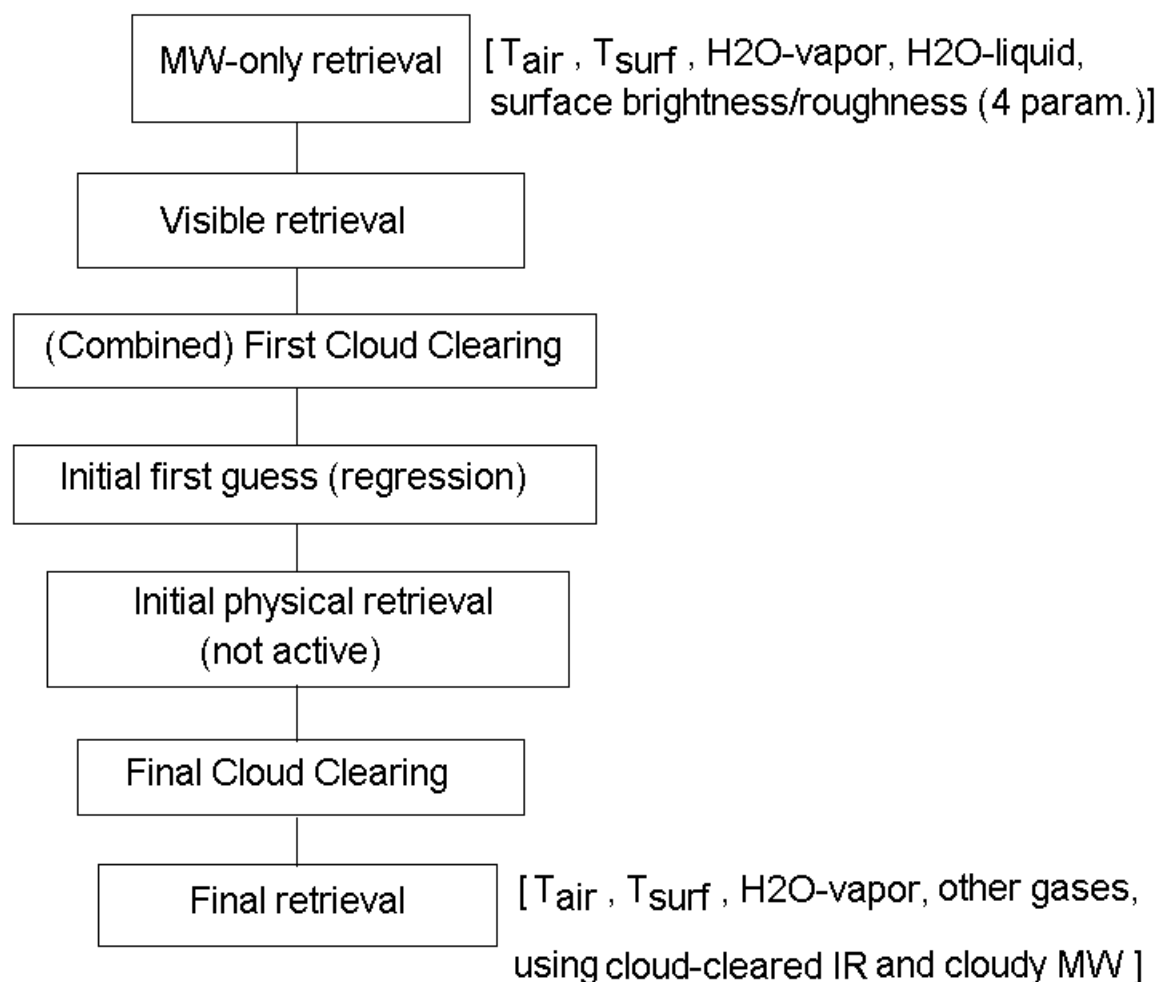 MW-only retrieval
[ Tair , Tsurf , H2O-vapor, H2O-liquid,
surface brightness/roughness (4 param.)]
Visible retrieval
(Combined) First Cloud Clearing
Initial first guess (regression)
Initial physical retrieval
(not active)
Final Cloud Clearing
Final retrieval
[ Tair , Tsurf , H2O-vapor, other gases,
using cloud-cleared IR and cloudy MW ]